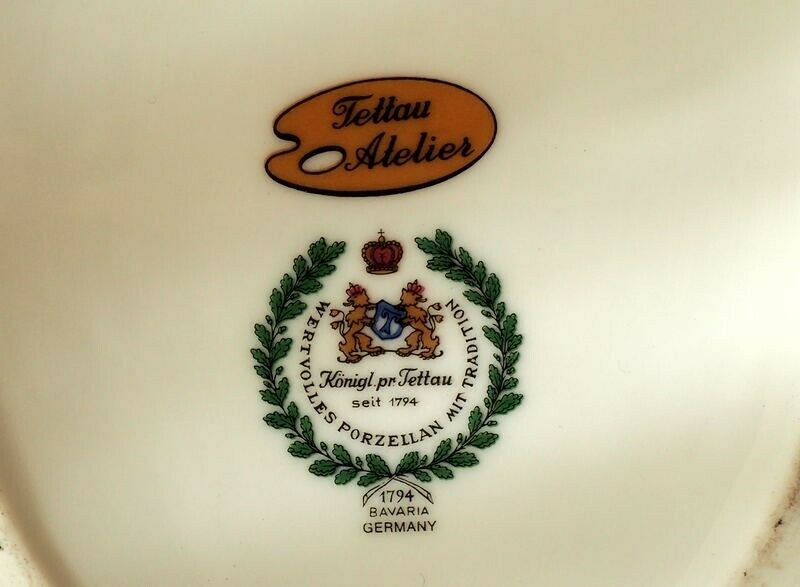 Tettau
Atelier
T
WERTVOLLES PORZELLAN MIT TRADITION
Königl. pr. Tettau
seit 1794
1794
BAVARIA
GERMANY